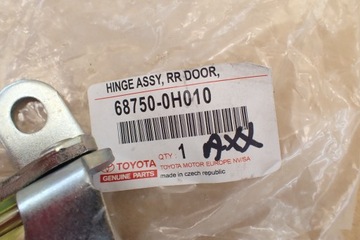 HINGE ASSY, RR DOOR,
68750-0H010
QTY : 1 AXX
TOYOTA
GENUINE PARTS
TOYOTA MOTOR EUROPE NV/SA
made in czech republic